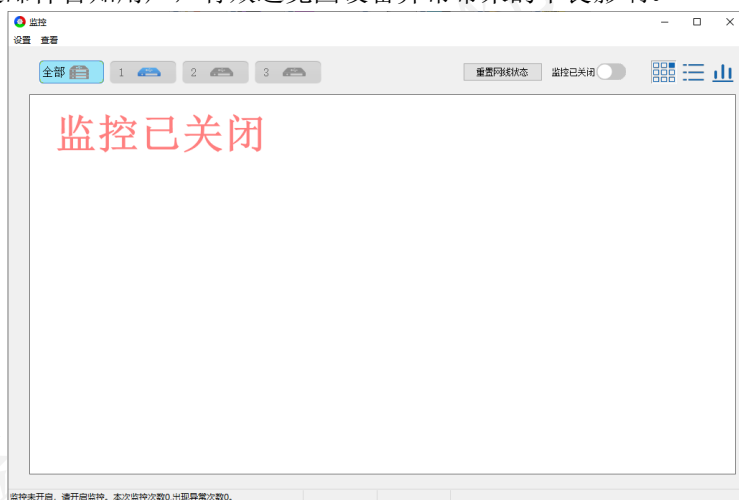 监控
设置 查看
全部 1 2 3 重置网线状态 监控已关闭
监控已关闭
监控未开启，请开启监控。本次监控次数0,出现异常次数0。